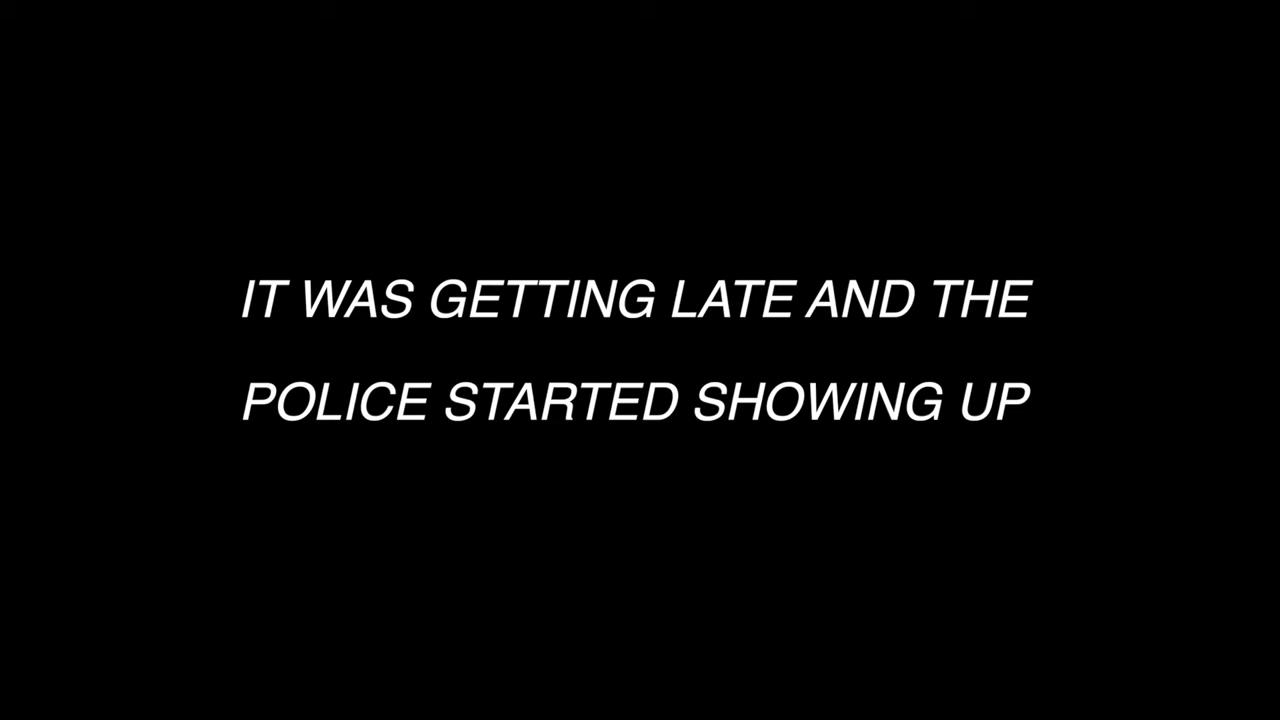 IT WAS GETTING LATE AND THE
POLICE STARTED SHOWING UP